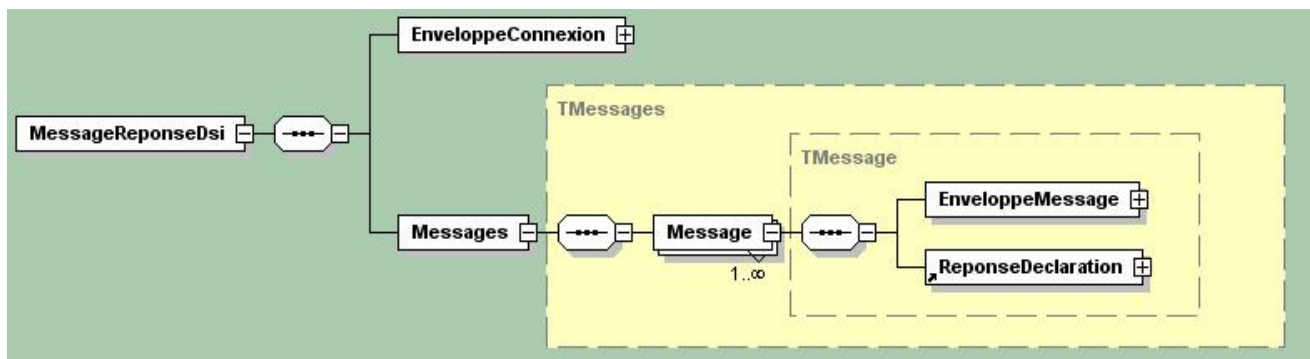 EnveloppeConnexion
TMessages
MessageReponseDsi
TMessage
EnveloppeMessage
Messages
Message
ReponseDeclaration
1..∞